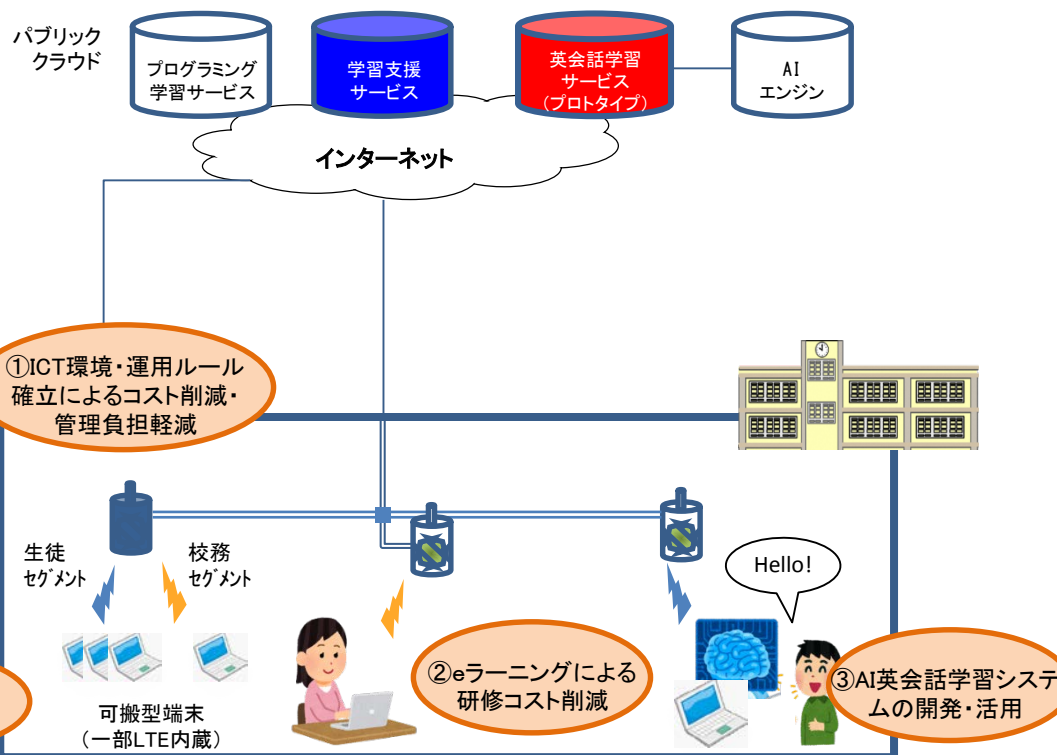 パブリック
クラウド
プログラミング
学習サービス
学習支援
サービス
英会話学習
サービス
(プロトタイプ)
AI
エンジン
インターネット
①ICT環境・運用ルール
確立によるコスト削減・
管理負担軽減
生徒
セグメント
校務
セグメント
Hello!
②eラーニングによる
研修コスト削減
③AI英会話学習システ
ムの開発・活用
可搬型端末
(一部LTE内蔵)